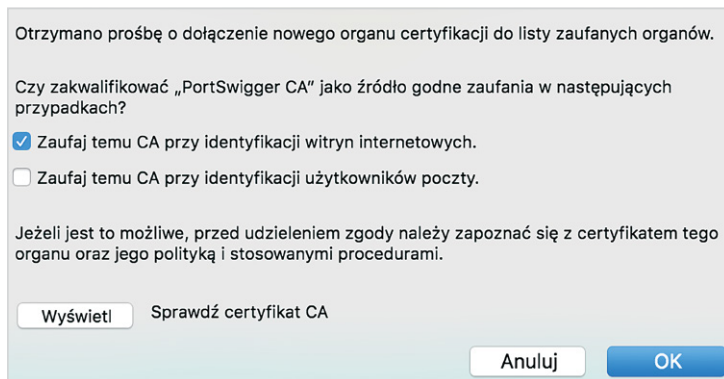 Otrzymano prośbę o dołączenie nowego organu certyfikacji do listy zaufanych organów.
Czy zakwalifikować „PortSwigger CA” jako źródło godne zaufania w następujących
przypadkach?
Zaufaj temu CA przy identyfikacji witryn internetowych.
Zaufaj temu CA przy identyfikacji użytkowników poczty.
Jeżeli jest to możliwe, przed udzieleniem zgody należy zapoznać się z certyfikatem tego
organu oraz jego polityką i stosowanymi procedurami.
Wyświetl Sprawdź certyfikat CA
Anuluj OK